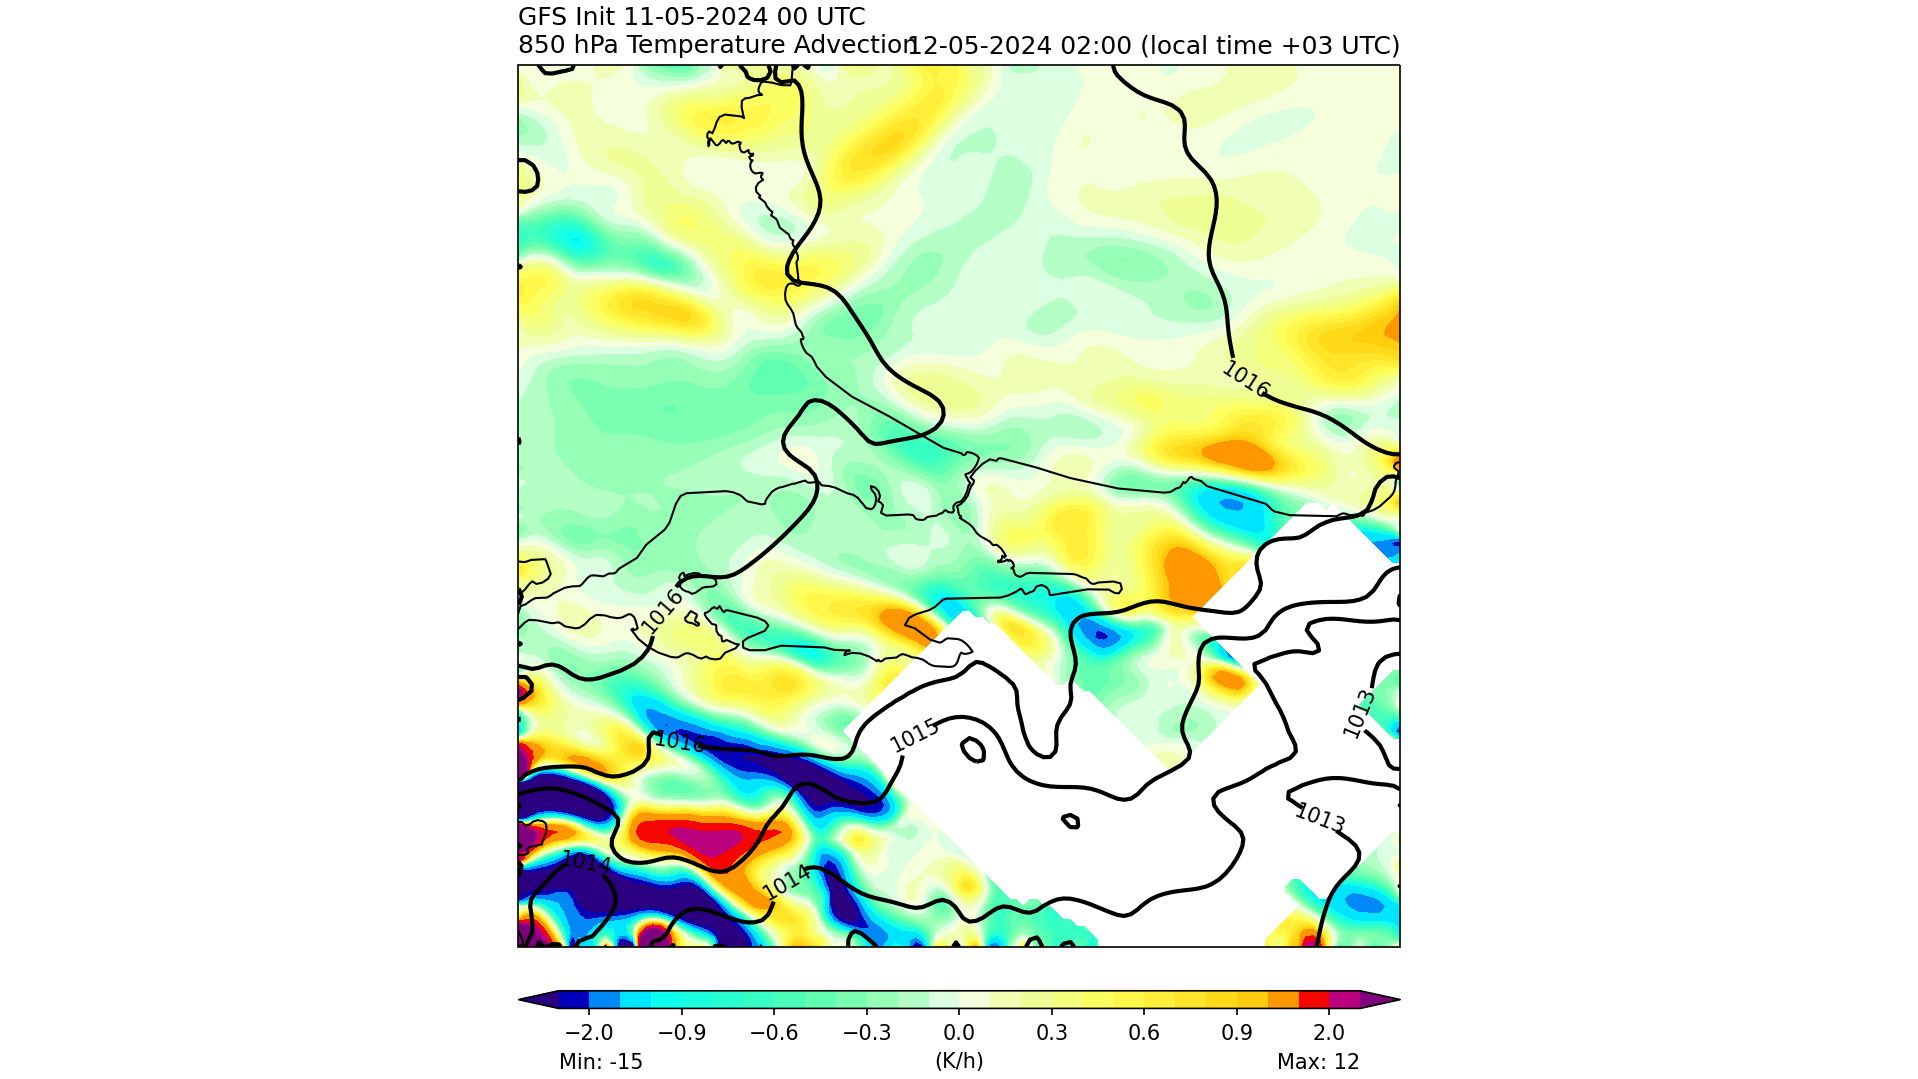 GFS Init 11-05-2024 00 UTC
850 hPa Temperature Advection
12-05-2024 02:00 (local time +03 UTC)
1016
1016
1013
1015
1016
1013
1014
1014
−2.0 −0.9 −0.6 −0.3 0.0 0.3 0.6 0.9 2.0
Min: -15 (K/h) Max: 12